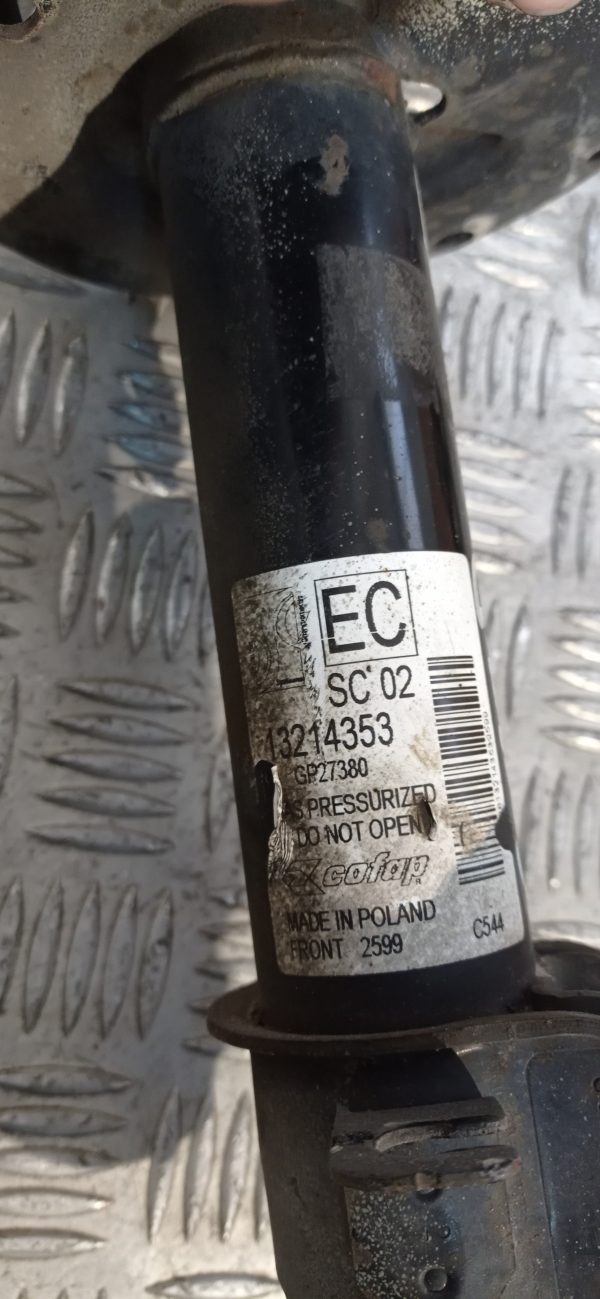 EC
SC 02
13214353
GP27380
S PRESSURIZED
DO NOT OPEN
cofap
MADE IN POLAND
FRONT 2599
C544